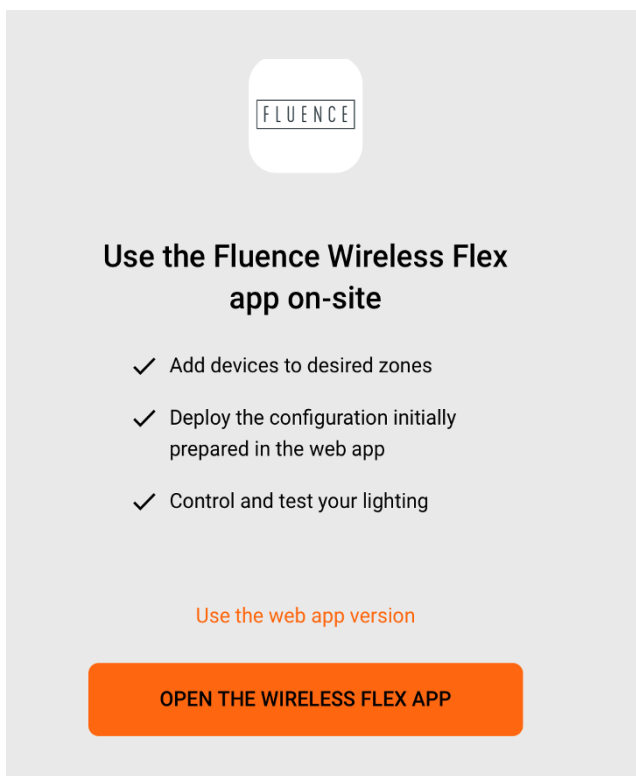 FLUENCE
Use the Fluence Wireless Flex
app on-site
Add devices to desired zones
Deploy the configuration initially
prepared in the web app
Control and test your lighting
Use the web app version
OPEN THE WIRELESS FLEX APP